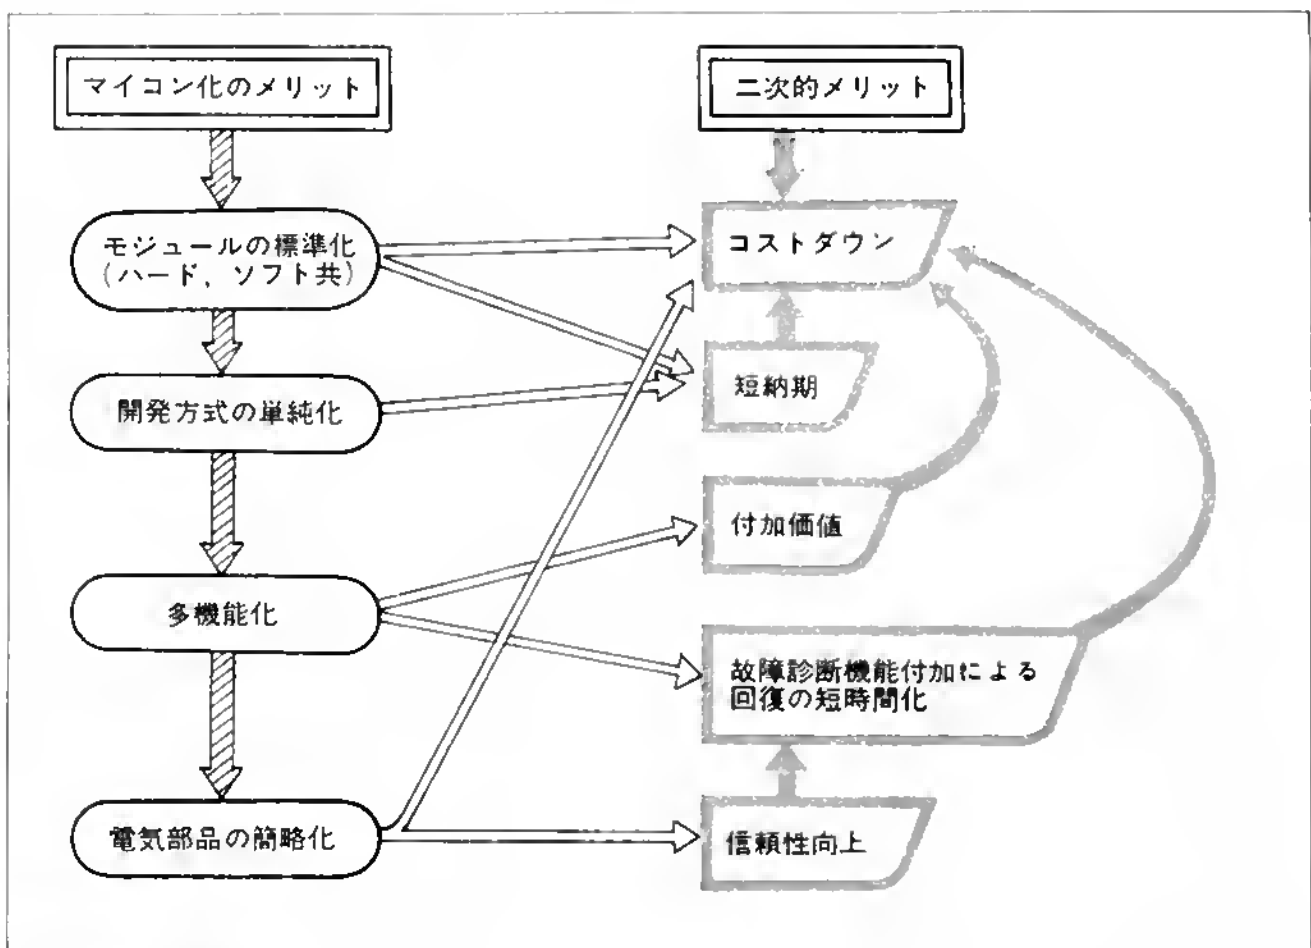 マイコン化のメリット
モジュールの標準化
(ハード、ソフト共)
開発方式の単純化
多機能化
電気部品の簡略化
二次的メリット
コストダウン
短納期
付加価値
故障診断機能付加による
回復の短時間化
信頼性向上